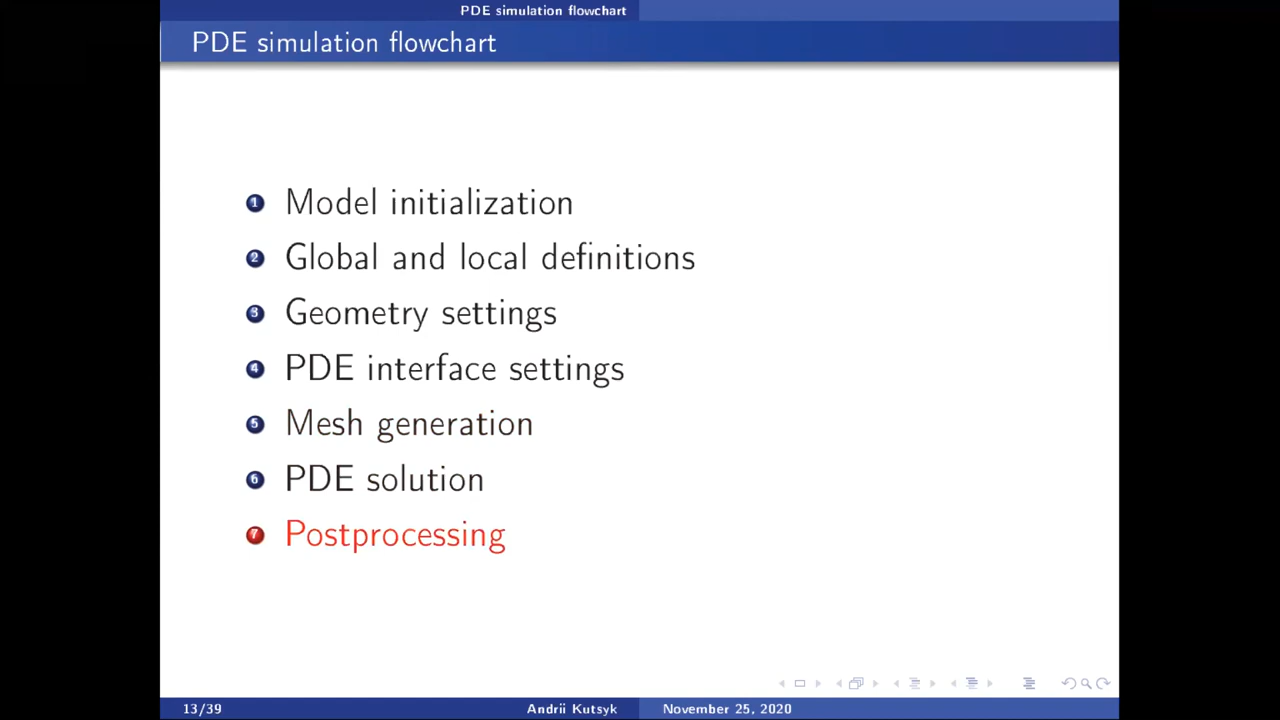 PDE simulation flowchart
PDE simulation flowchart
1 Model initialization
2 Global and local definitions
3 Geometry settings
4 PDE interface settings
5 Mesh generation
6 PDE solution
7 Postprocessing
13/39 Andrii Kutsyk November 25, 2020